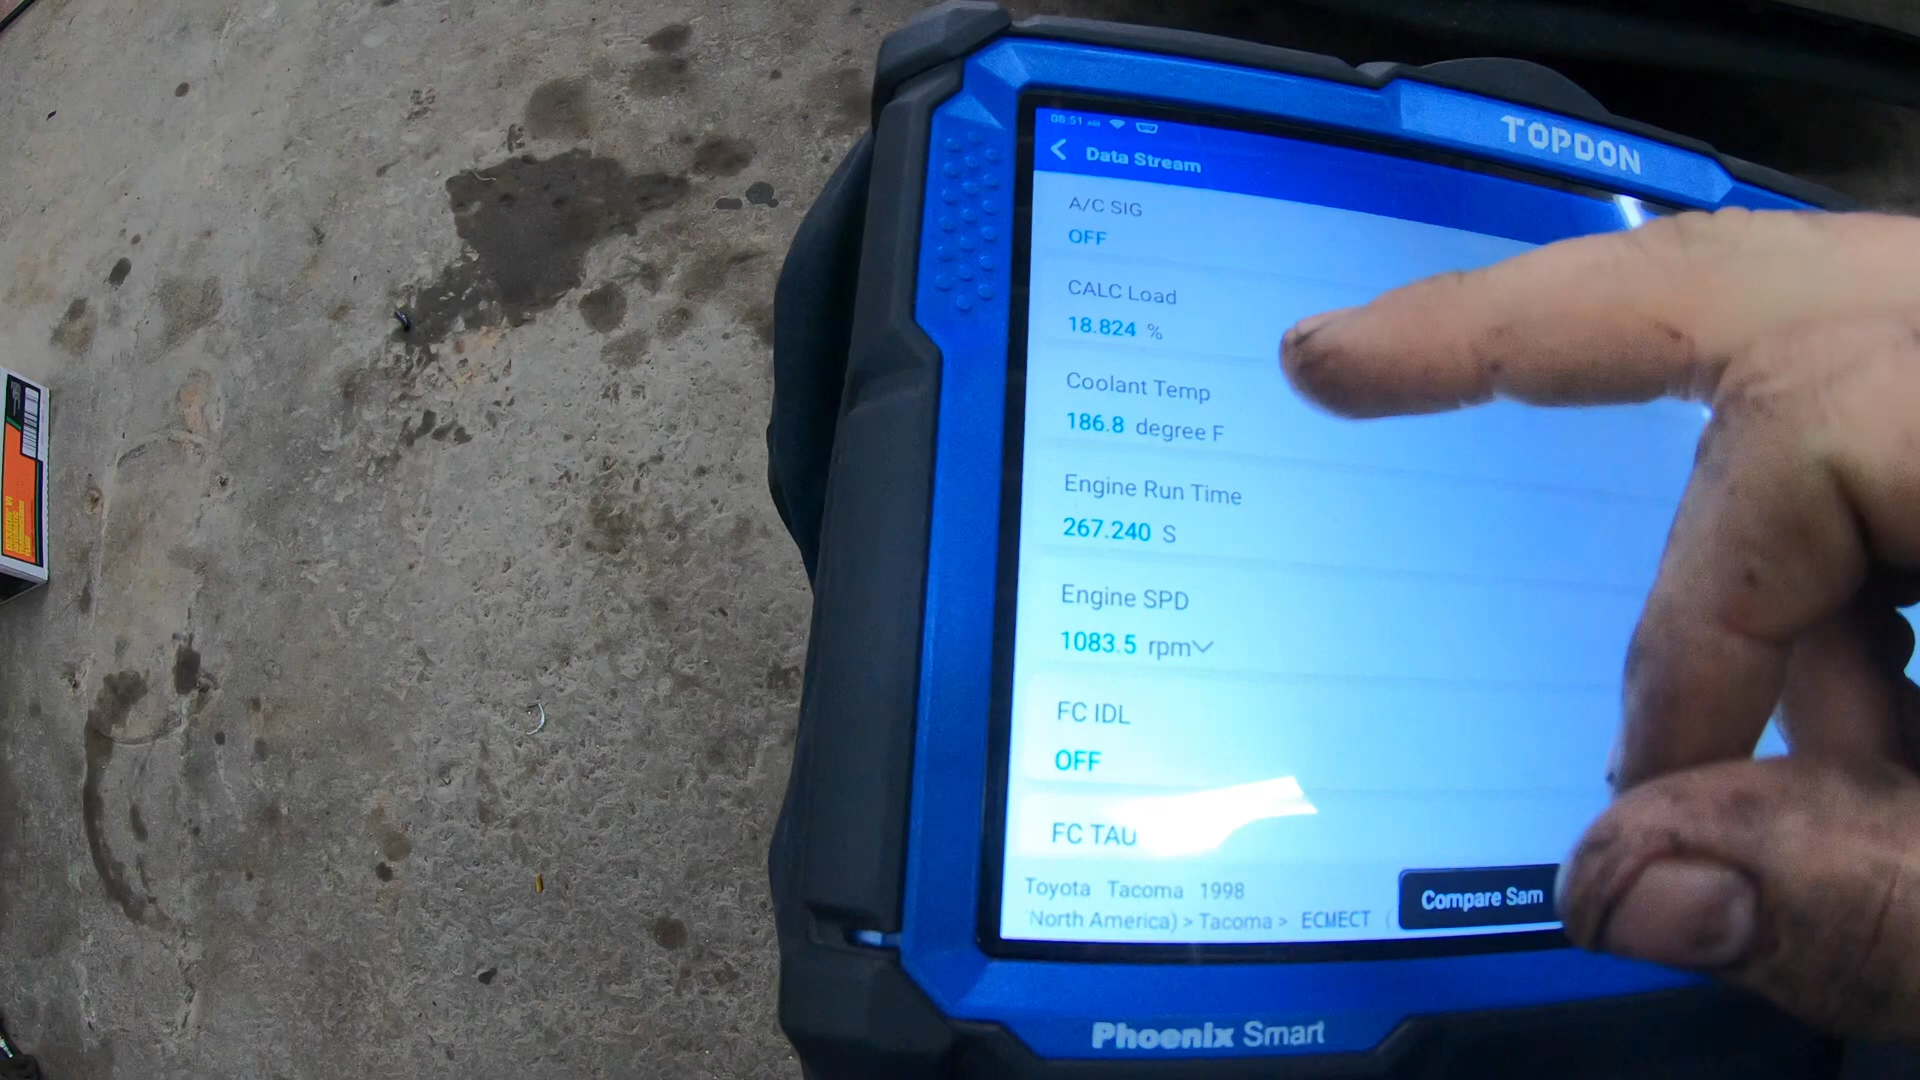 TOPDON
08:51 AM
Data Stream
A/C SIG
OFF
CALC Load
18.824 %
Coolant Temp
186.8 degree F
Engine Run Time
267.240 S
Engine SPD
1083.5 rpm
FC IDL
OFF
FC TAU
Toyota Tacoma 1998
North America) > Tacoma > ECMECT (
Compare Sam
Phoenix Smart